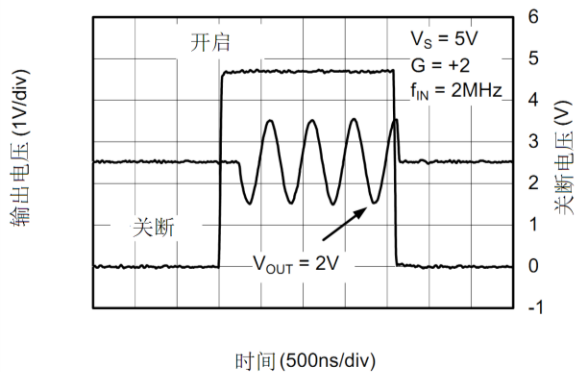 开启
V_S = 5V
G = +2
f_IN = 2MHz
关断
V_OUT = 2V
输出电压 (1V/div)
6
5
4
3
2
1
0
-1
关断电压 (V)
时间 (500ns/div)